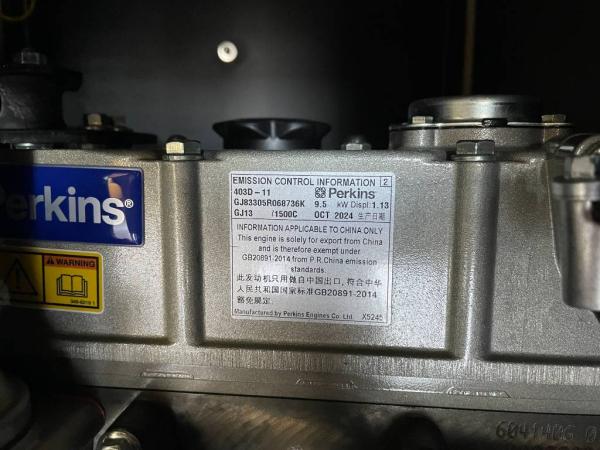 Perkins
WARNING
EMISSION CONTROL INFORMATION 2
403D-11 Perkins
GJ83305R068736K 9.5 kW Displ:1.13
GJ13 /1500C OCT 2024 生产日期
INFORMATION APPLICABLE TO CHINA ONLY
This engine is solely for export from China
and is therefore exempt under
GB20891.2014 from P.R.China emission
standards.
此发动机只用做自中国出口,符合中华
人民共和国国家标准GB20891-2014
豁免规定.
Manufactured by Perkins Engines Co Ltd. X5245